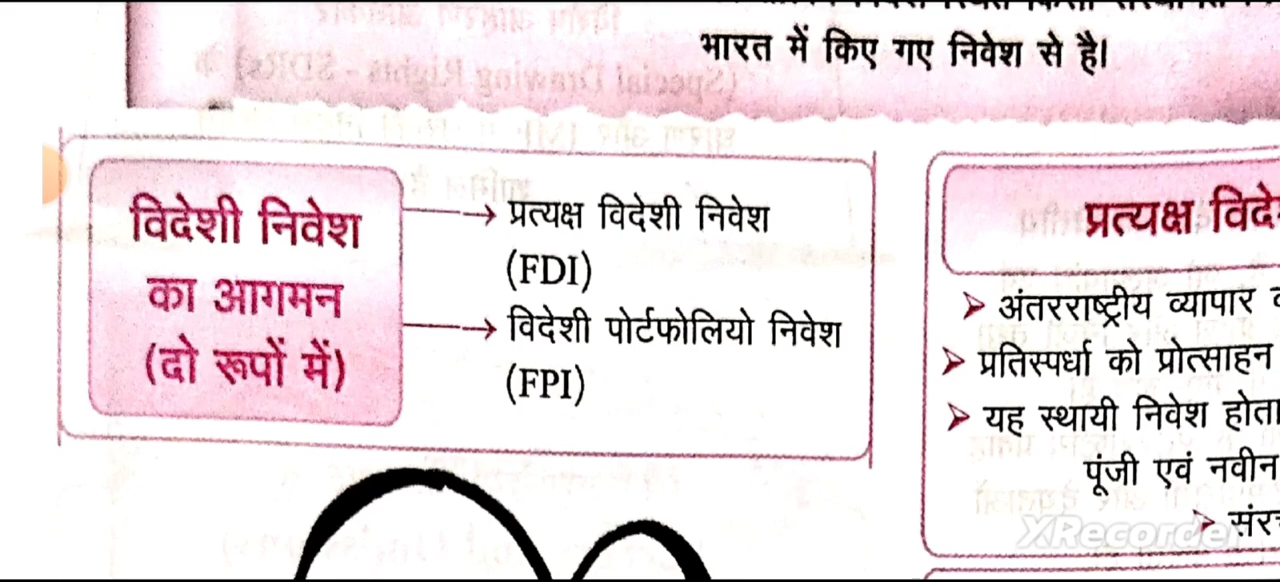 भारत में किए गए निवेश से है।
विदेशी निवेश
का आगमन
(दो रूपों में)
प्रत्यक्ष विदेशी निवेश
(FDI)
विदेशी पोर्टफोलियो निवेश
(FPI)
प्रत्यक्ष
अंतरराष्ट्रीय व्यापार
प्रतिस्पर्धा को प्रोत्साहन
यह स्थायी निवेश
पूंजी एवं नवीन
XRecorder